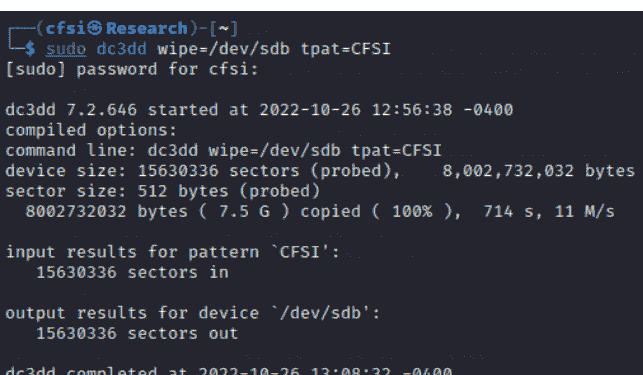 ┌──(cfsi㉿Research)-[~]
└─$ sudo dc3dd wipe=/dev/sdb tpat=CFSI
[sudo] password for cfsi:
dc3dd 7.2.646 started at 2022-10-26 12:56:38 -0400
compiled options:
command line: dc3dd wipe=/dev/sdb tpat=CFSI
device size: 15630336 sectors (probed),    8,002,732,032 bytes
sector size: 512 bytes (probed)
8002732032 bytes ( 7.5 G ) copied ( 100% ),  714 s, 11 M/s
input results for pattern `CFSI':
15630336 sectors in
output results for device `/dev/sdb':
15630336 sectors out
dc3dd completed at 2022-10-26 13:08:32 -0400